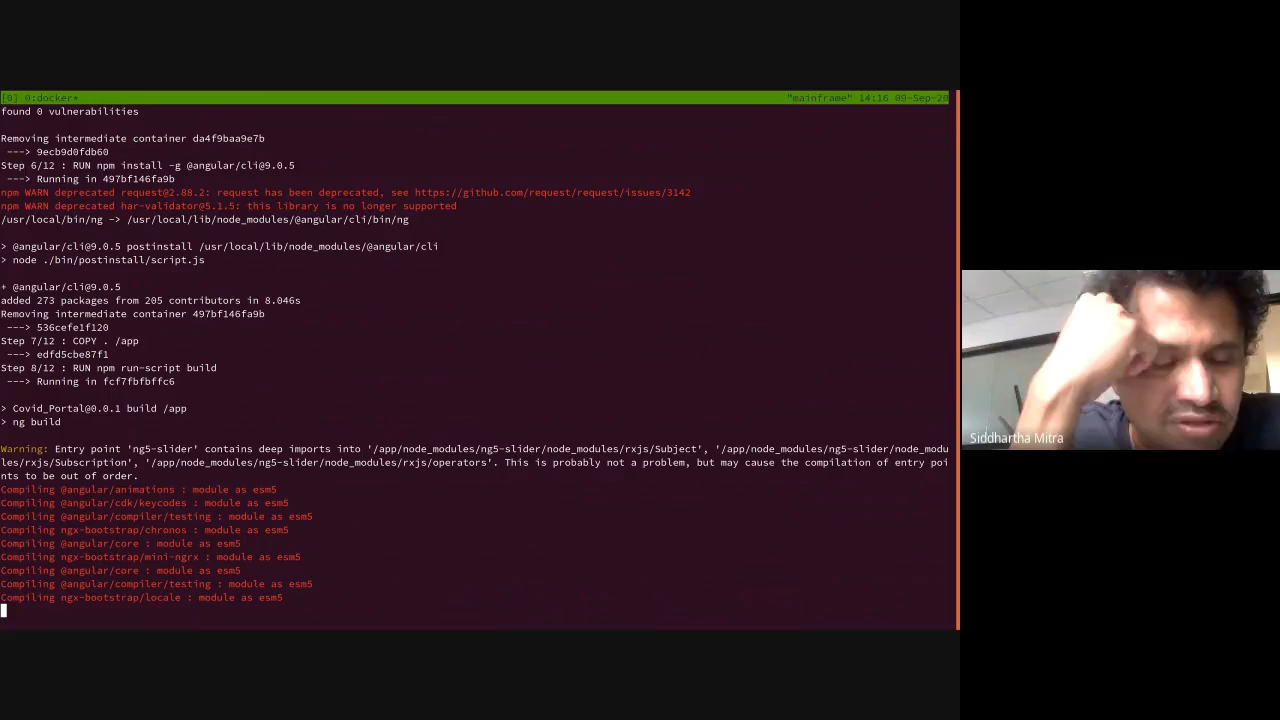 [0] 0:docker* "mainframe" 14:16 09-Sep-20
found 0 vulnerabilities
Removing intermediate container da4f9baa9e7b
---> 9ecb9d0fdb60
Step 6/12 : RUN npm install -g @angular/cli@9.0.5
---> Running in 497bf146fa9b
npm WARN deprecated request@2.88.2: request has been deprecated, see https://github.com/request/request/issues/3142
npm WARN deprecated har-validator@5.1.5: this library is no longer supported
/usr/local/bin/ng -> /usr/local/lib/node_modules/@angular/cli/bin/ng
> @angular/cli@9.0.5 postinstall /usr/local/lib/node_modules/@angular/cli
> node ./bin/postinstall/script.js
+ @angular/cli@9.0.5
added 273 packages from 205 contributors in 8.046s
Removing intermediate container 497bf146fa9b
---> 536cefe1f120
Step 7/12 : COPY . /app
---> edfd5cbe87f1
Step 8/12 : RUN npm run-script build
---> Running in fcf7fbfbffc6
> Covid_Portal@0.0.1 build /app
> ng build
Warning: Entry point 'ng5-slider' contains deep imports into '/app/node_modules/ng5-slider/node_modules/rxjs/Subject', '/app/node_modules/ng5-slider/node_modu
les/rxjs/Subscription', '/app/node_modules/ng5-slider/node_modules/rxjs/operators'. This is probably not a problem, but may cause the compilation of entry poi
nts to be out of order.
Compiling @angular/animations : module as esm5
Compiling @angular/cdk/keycodes : module as esm5
Compiling @angular/compiler/testing : module as esm5
Compiling ngx-bootstrap/chronos : module as esm5
Compiling @angular/core : module as esm5
Compiling ngx-bootstrap/mini-ngrx : module as esm5
Compiling @angular/core : module as esm5
Compiling @angular/compiler/testing : module as esm5
Compiling ngx-bootstrap/locale : module as esm5
Siddhartha Mitra